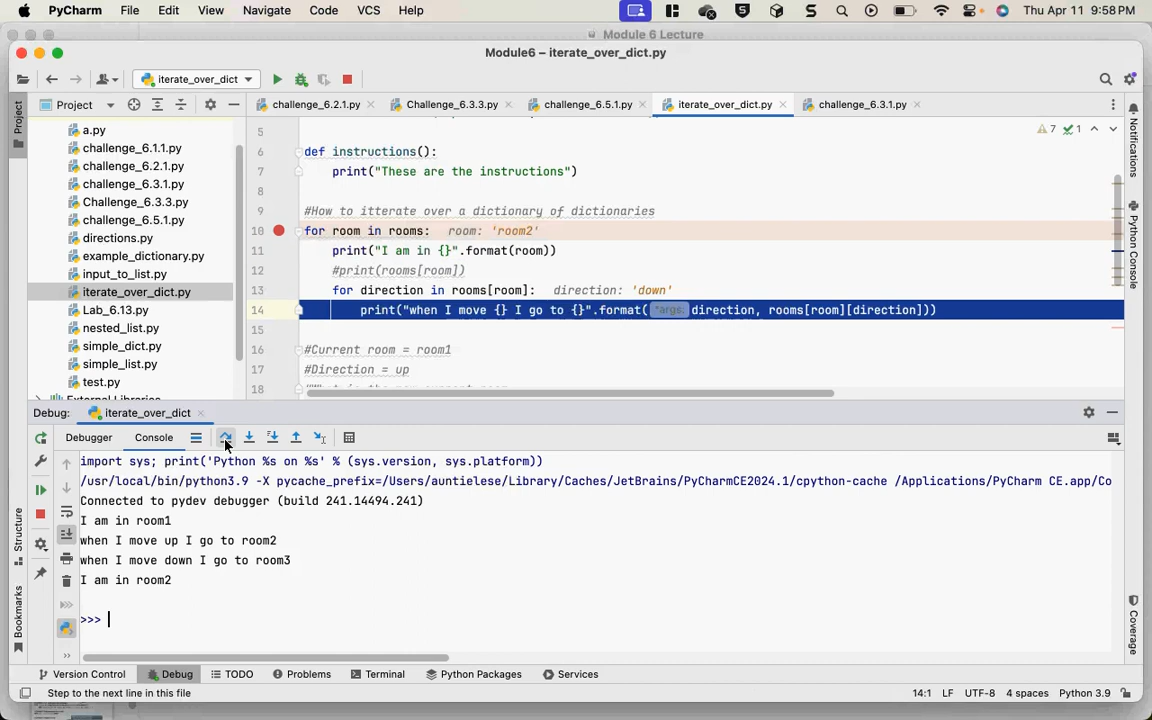 PyCharm File Edit View Navigate Code VCS Help Thu Apr 11 9:58 PM
Module 6 Lecture
Module6 – iterate_over_dict.py
iterate_over_dict
Project challenge_6.2.1.py Challenge_6.3.3.py challenge_6.5.1.py iterate_over_dict.py challenge_6.3.1.py
Project
Notifications
Python Console
Coverage
Structure
Bookmarks
a.py
challenge_6.1.1.py
challenge_6.2.1.py
challenge_6.3.1.py
Challenge_6.3.3.py
challenge_6.5.1.py
directions.py
example_dictionary.py
input_to_list.py
iterate_over_dict.py
Lab_6.13.py
nested_list.py
simple_dict.py
simple_list.py
test.py
External Libraries
7 1
5
6 def instructions():
7 print("These are the instructions")
8
9 #How to itterate over a dictionary of dictionaries
10 for room in rooms: room: 'room2'
11 print("I am in {}".format(room))
12 #print(rooms[room])
13 for direction in rooms[room]: direction: 'down'
14 print("when I move {} I go to {}".format( *args: direction, rooms[room][direction]))
15
16 #Current room = room1
17 #Direction = up
18
Debug: iterate_over_dict
Debugger Console
import sys; print('Python %s on %s' % (sys.version, sys.platform))
/usr/local/bin/python3.9 -X pycache_prefix=/Users/auntielese/Library/Caches/JetBrains/PyCharmCE2024.1/cpython-cache /Applications/PyCharm CE.app/Co
Connected to pydev debugger (build 241.14494.241)
I am in room1
when I move up I go to room2
when I move down I go to room3
I am in room2
>>>
Version Control Debug TODO Problems Terminal Python Packages Services
Step to the next line in this file 14:1 LF UTF-8 4 spaces Python 3.9